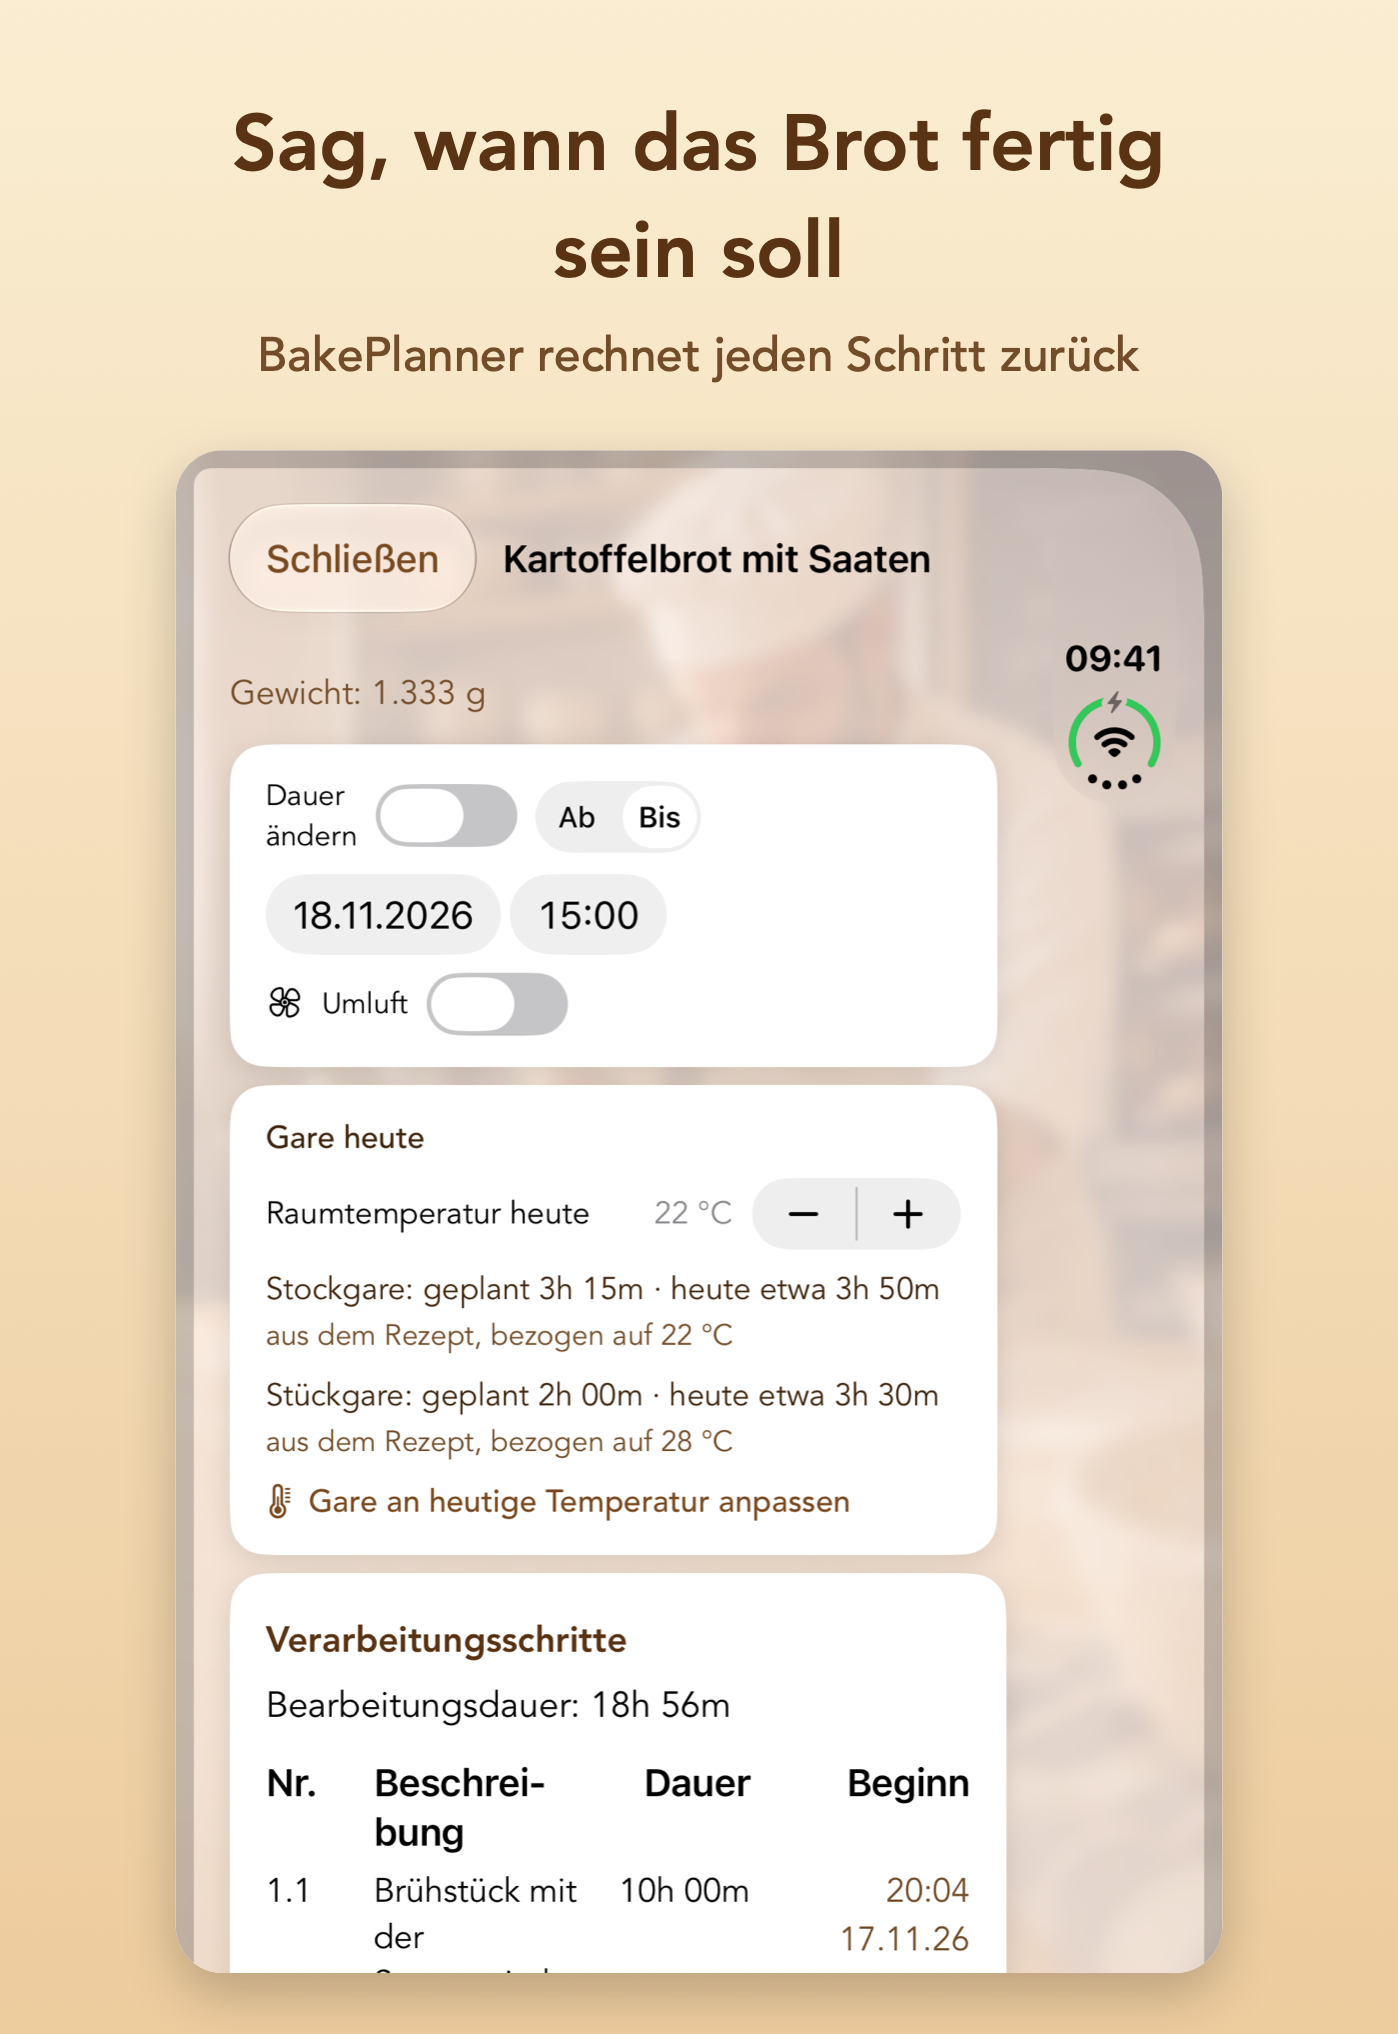 Sag, wann das Brot fertig
sein soll
BakePlanner rechnet jeden Schritt zurück
Schließen
Kartoffelbrot mit Saaten
09:41
Gewicht: 1.333 g
Dauer
ändern
Ab
Bis
18.11.2026
15:00
Umluft
Gare heute
Raumtemperatur heute 22 °C − +
Stockgare: geplant 3h 15m · heute etwa 3h 50m
aus dem Rezept, bezogen auf 22 °C
Stückgare: geplant 2h 00m · heute etwa 3h 30m
aus dem Rezept, bezogen auf 28 °C
Gare an heutige Temperatur anpassen
Verarbeitungsschritte
Bearbeitungsdauer: 18h 56m
Nr. Beschrei- Dauer Beginn
bung
1.1 Brühstück mit 10h 00m 20:04
der 17.11.26